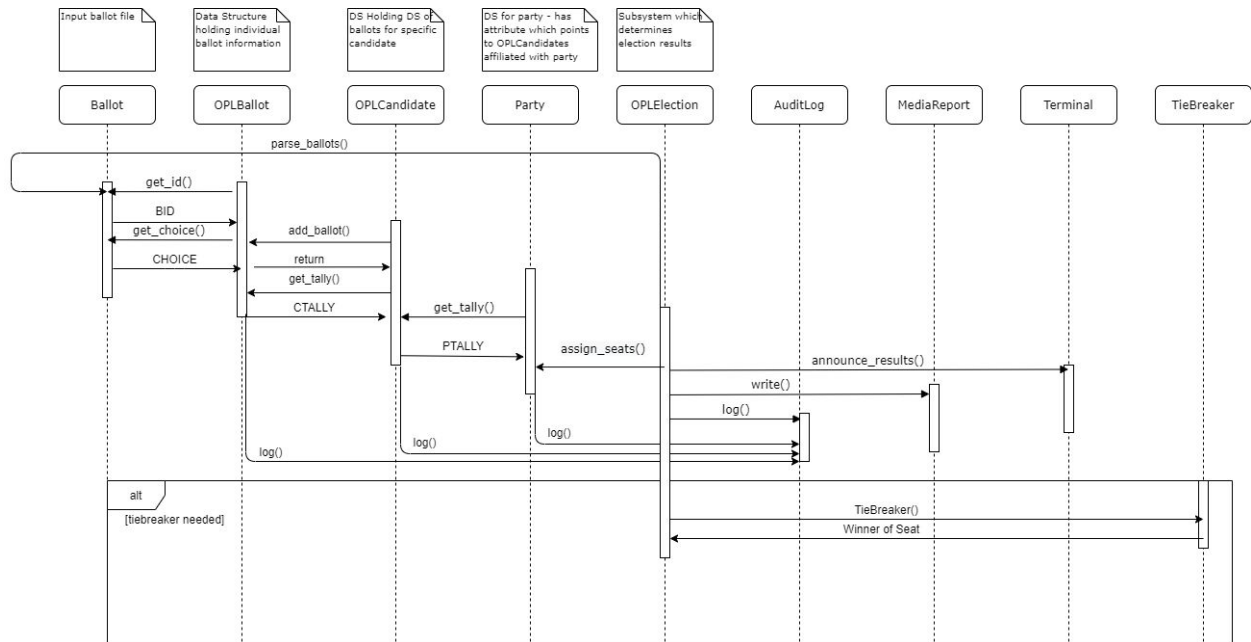 Input ballot file
Data Structure
holding individual
ballot information
DS Holding DS of
ballots for specific
candidate
DS for party - has
attribute which points
to OPLCandidates
affiliated with party
Subsystem which
determines
election results
Ballot
OPLBallot
OPLCandidate
Party
OPLElection
AuditLog
MediaReport
Terminal
TieBreaker
parse_ballots()
get_id()
BID
get_choice()
add_ballot()
CHOICE
return
get_tally()
CTALLY
get_tally()
PTALLY
assign_seats()
announce_results()
write()
log()
log()
log()
log()
alt
[tiebreaker needed]
TieBreaker()
Winner of Seat